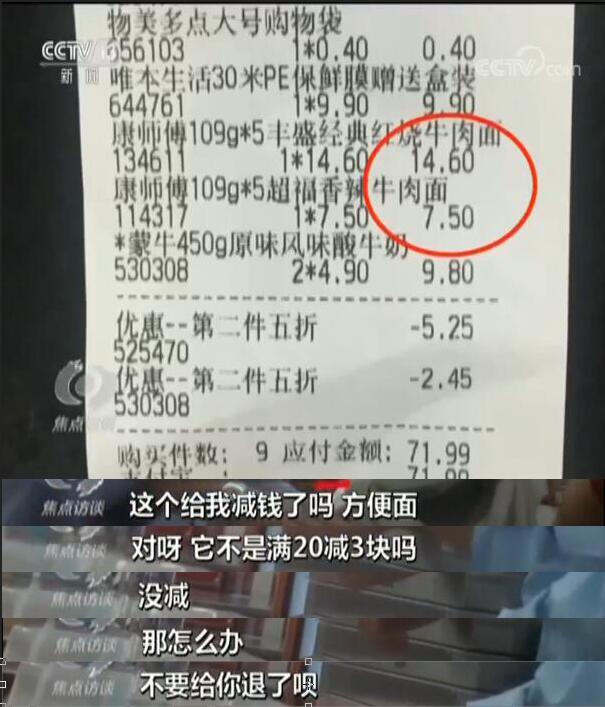 物美多点大号购物袋
656103 1*0.40 0.40
CCTV
新闻
CCTV.com
唯本生活30米PE保鲜膜赠送盒装
644761 1*9.90 9.90
康师傅109g*5丰盛经典红烧牛肉面
134611 1*14.60 14.60
康师傅109g*5超福香辣牛肉面
114317 1*7.50 7.50
*蒙牛450g原味风味酸牛奶
530308 2*4.90 9.80
优惠--第二件五折 -5.25
525470
优惠--第二件五折 -2.45
530308
焦点访谈
购买件数: 9 应付金额: 71.99
焦点访谈 这个给我减钱了吗 方便面
焦点访谈 对呀 它不是满20减3块吗
焦点访谈 没减
焦点访谈 那怎么办
焦点访谈 不要给你退了呗